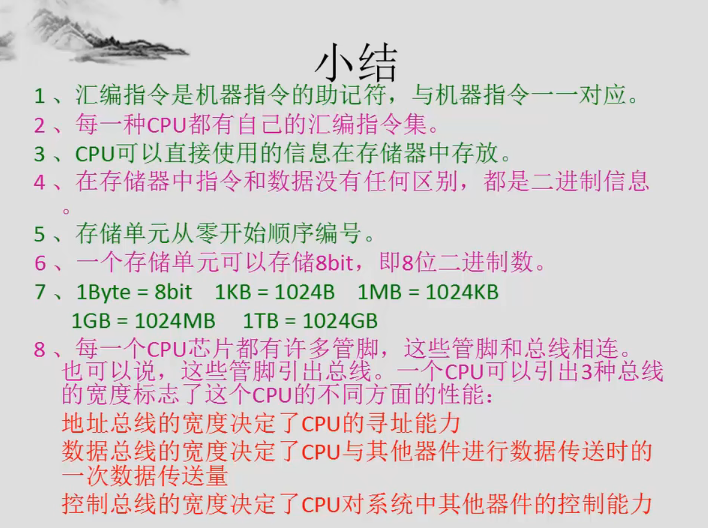 小结
1、汇编指令是机器指令的助记符，与机器指令一一对应。
2、每一种CPU都有自己的汇编指令集。
3、CPU可以直接使用的信息在存储器中存放。
4、在存储器中指令和数据没有任何区别，都是二进制信息
。
5、存储单元从零开始顺序编号。
6、一个存储单元可以存储8bit，即8位二进制数。
7、1Byte = 8bit 1KB = 1024B 1MB = 1024KB
1GB = 1024MB 1TB = 1024GB
8、每一个CPU芯片都有许多管脚，这些管脚和总线相连。
也可以说，这些管脚引出总线。一个CPU可以引出3种总线
的宽度标志了这个CPU的不同方面的性能：
地址总线的宽度决定了CPU的寻址能力
数据总线的宽度决定了CPU与其他器件进行数据传送时的
一次数据传送量
控制总线的宽度决定了CPU对系统中其他器件的控制能力